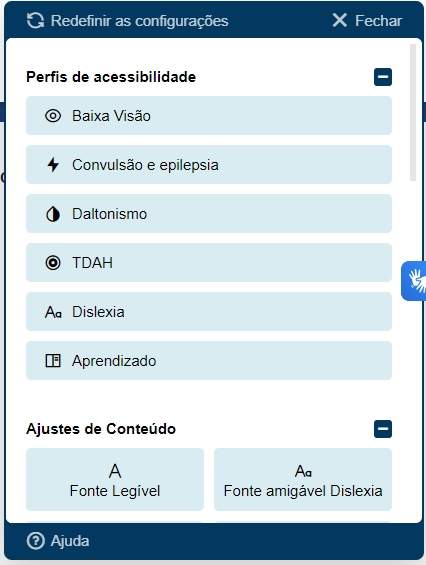 Redefinir as configurações
Fechar
Perfis de acessibilidade
Baixa Visão
Convulsão e epilepsia
Daltonismo
TDAH
Dislexia
Aprendizado
Ajustes de Conteúdo
Fonte Legível
Fonte amigável Dislexia
Ajuda